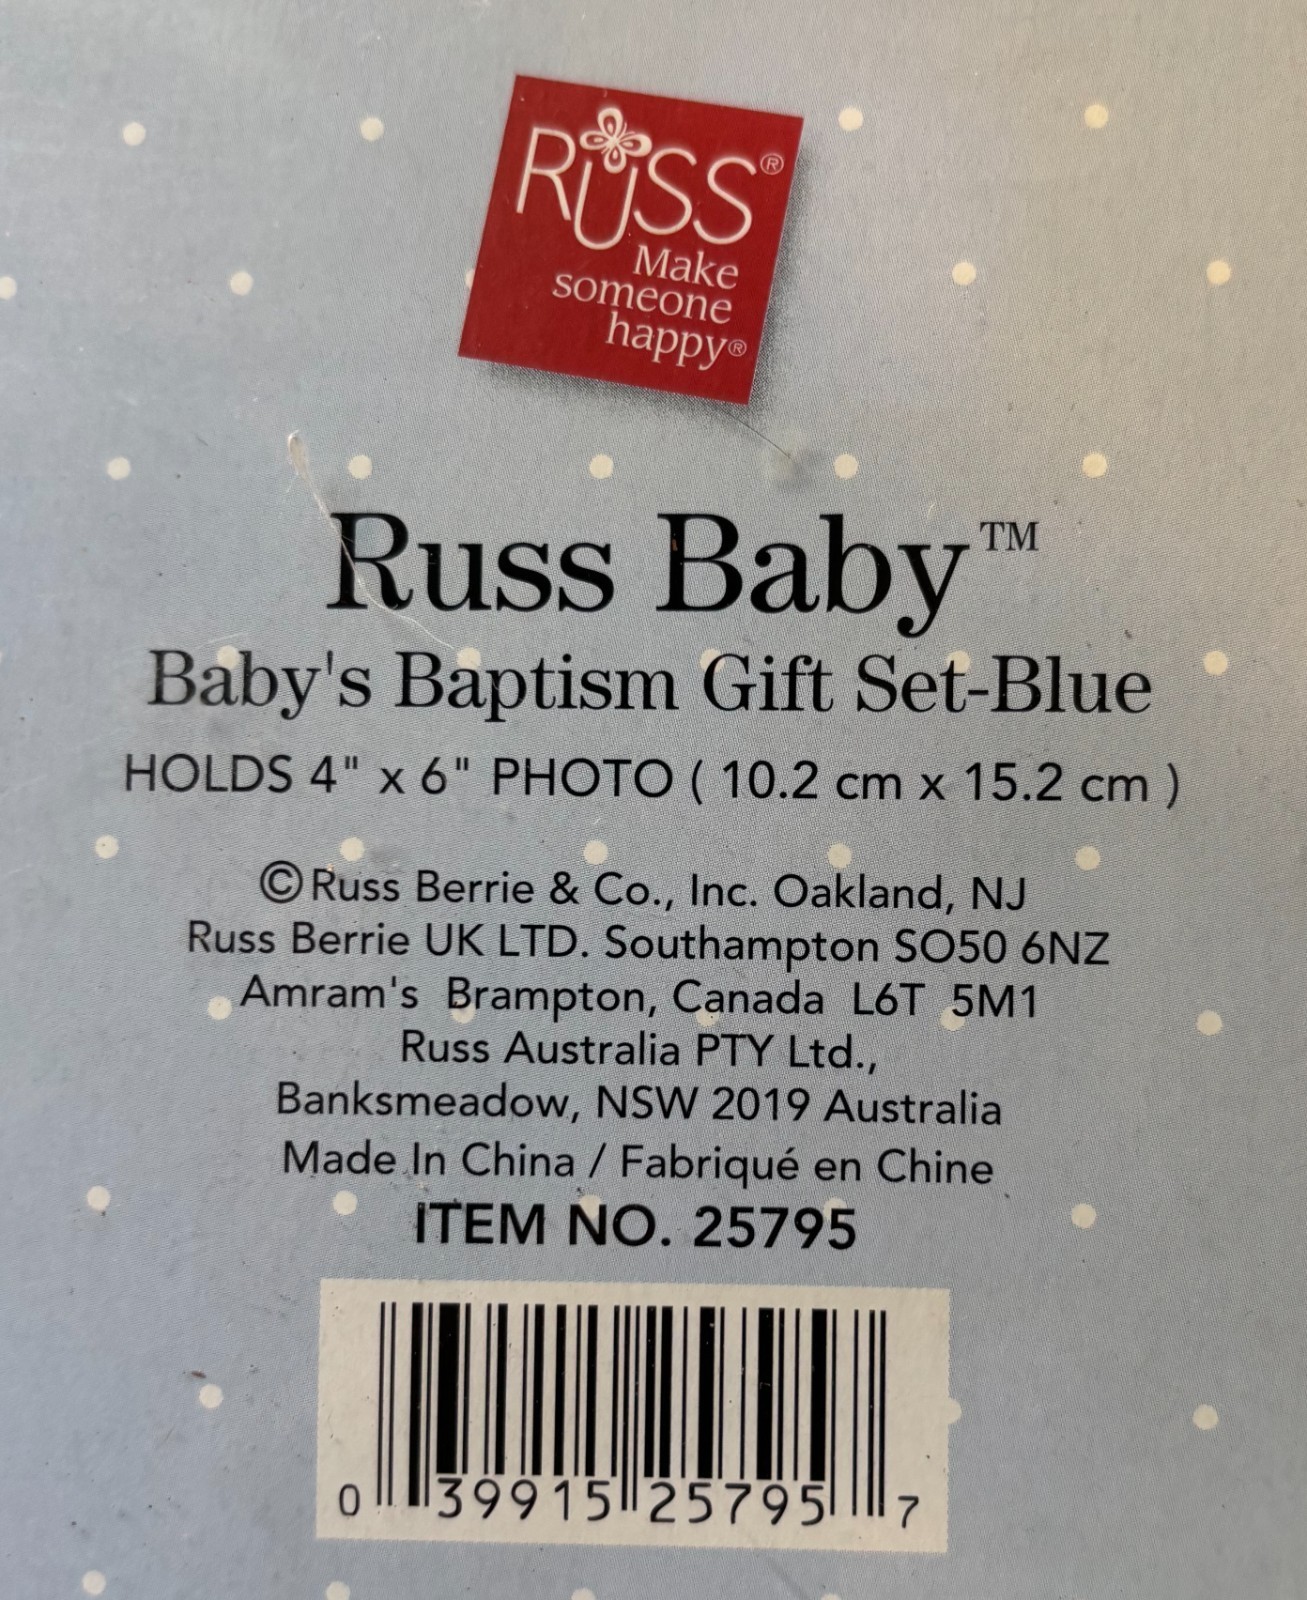 RUSS®
Make
someone
happy®
Russ Baby™
Baby's Baptism Gift Set-Blue
HOLDS 4" x 6" PHOTO ( 10.2 cm x 15.2 cm )
©Russ Berrie & Co., Inc. Oakland, NJ
Russ Berrie UK LTD. Southampton SO50 6NZ
Amram's Brampton, Canada L6T 5M1
Russ Australia PTY Ltd.,
Banksmeadow, NSW 2019 Australia
Made In China / Fabriqué en Chine
ITEM NO. 25795
0 39915 25795 7